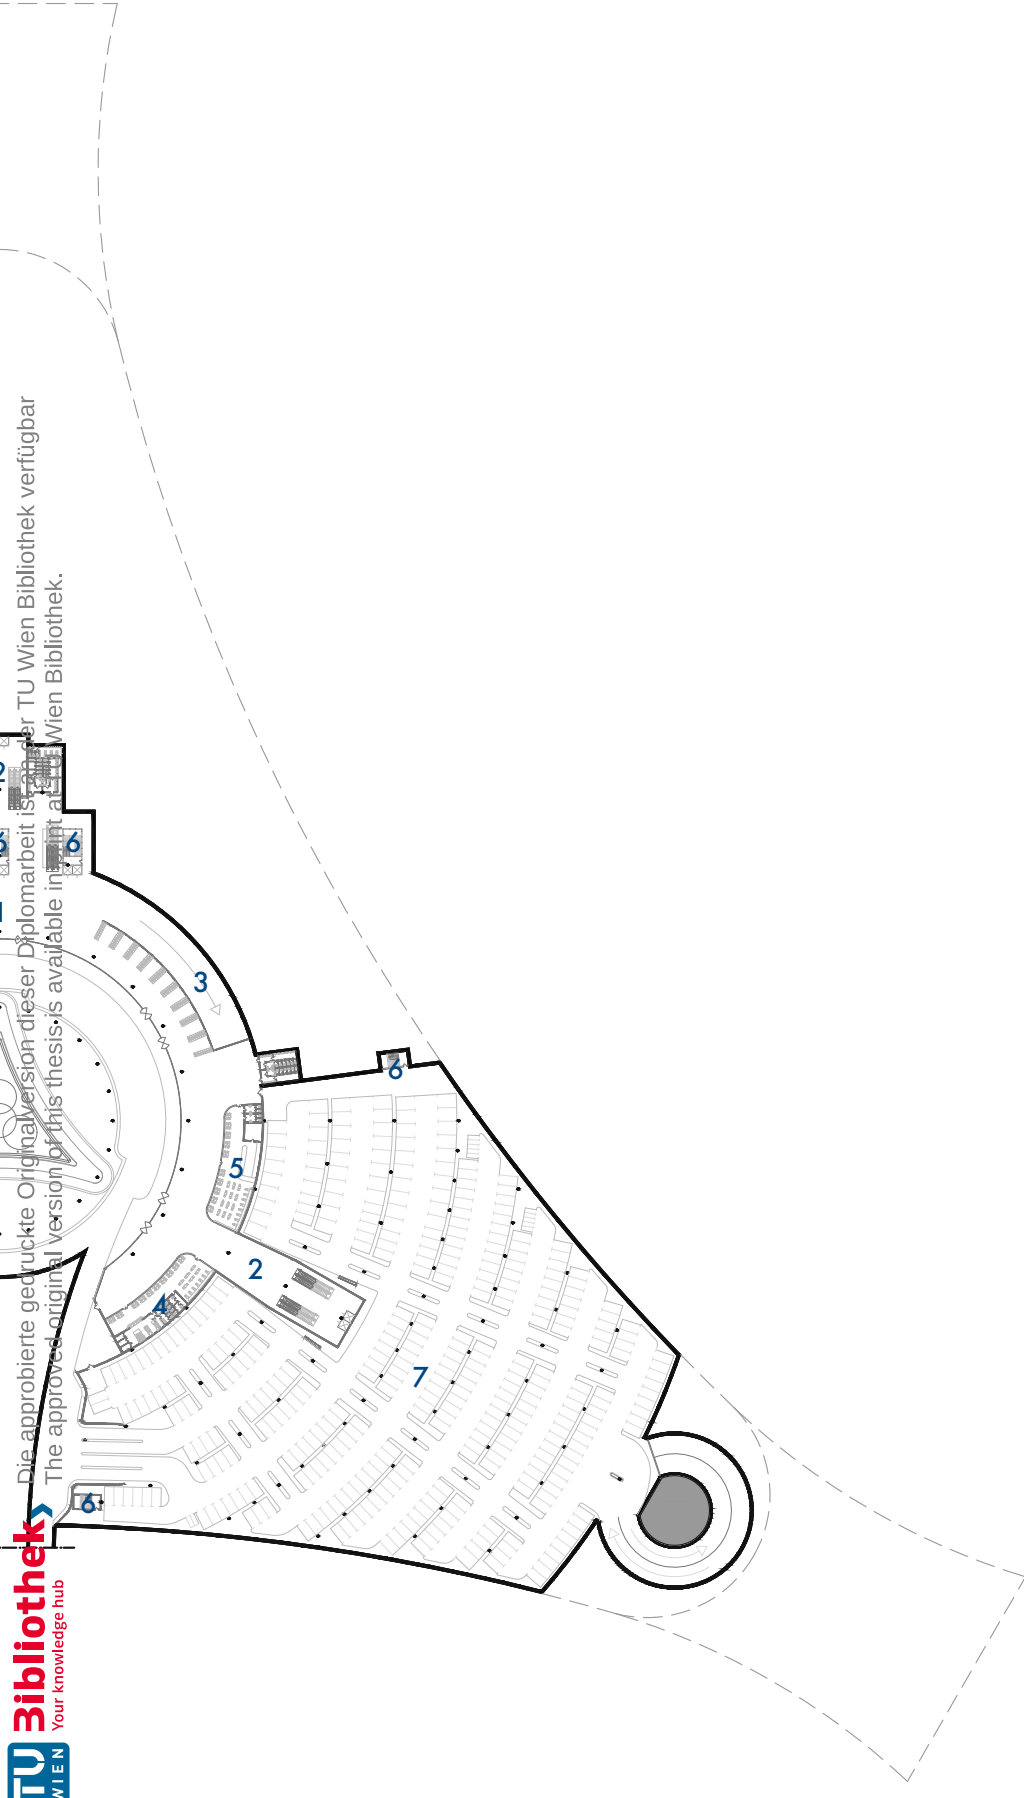 Die approbierte gedruckte Originalversion dieser Diplomarbeit ist an der TU Wien Bibliothek verfügbar
The approved original version of this thesis is available in print at TU Wien Bibliothek.
2
6
6
3
6
5
2
4
7
6
Bibliothek
Your knowledge hub
TU
WIEN